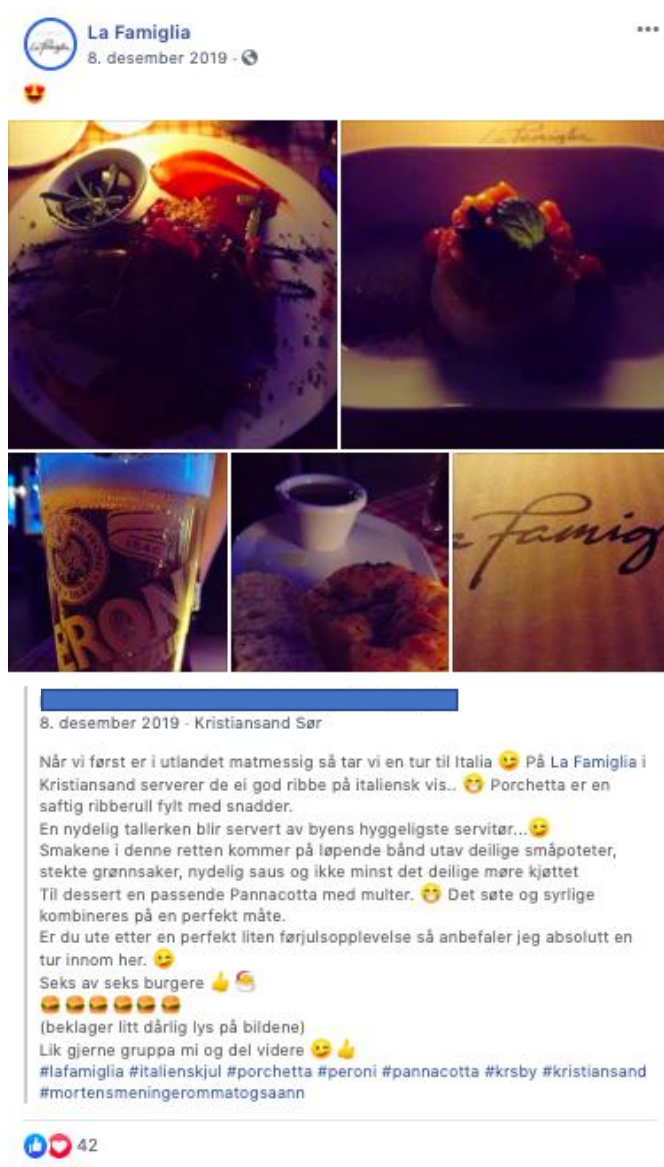 La Famiglia
8. desember 2019 ·
😍
La Famiglia
PERONI
a Famig
8. desember 2019 · Kristiansand Sør
Når vi først er i utlandet matmessig så tar vi en tur til Italia 😉 På La Famiglia i
Kristiansand serverer de ei god ribbe på italiensk vis.. 😁 Porchetta er en
saftig ribberull fylt med snadder.
En nydelig tallerken blir servert av byens hyggeligste servitør...😉
Smakene i denne retten kommer på løpende bånd utav deilige småpoteter,
stekte grønnsaker, nydelig saus og ikke minst det deilige møre kjøttet
Til dessert en passende Pannacotta med multer. 😁 Det søte og syrlige
kombineres på en perfekt måte.
Er du ute etter en perfekt liten førjulsopplevelse så anbefaler jeg absolutt en
tur innom her. 😉
Seks av seks burgere 👍 🎅
🍔🍔🍔🍔🍔🍔
(beklager litt dårlig lys på bildene)
Lik gjerne gruppa mi og del videre 😉👍
#lafamiglia #italienskjul #porchetta #peroni #pannacotta #krsby #kristiansand
#mortensmeningerommatogsaann
42